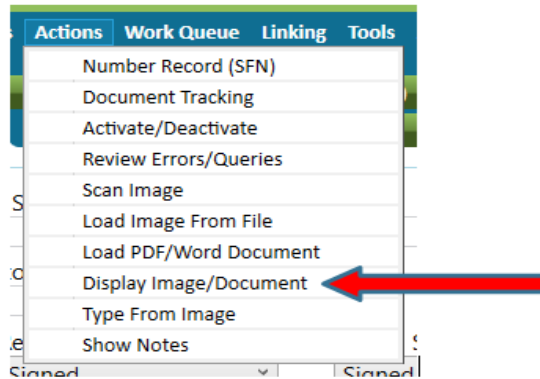 Actions Work Queue Linking Tools
Number Record (SFN)
Document Tracking
Activate/Deactivate
Review Errors/Queries
Scan Image
Load Image From File
Load PDF/Word Document
Display Image/Document
Type From Image
Show Notes
Signed Signed